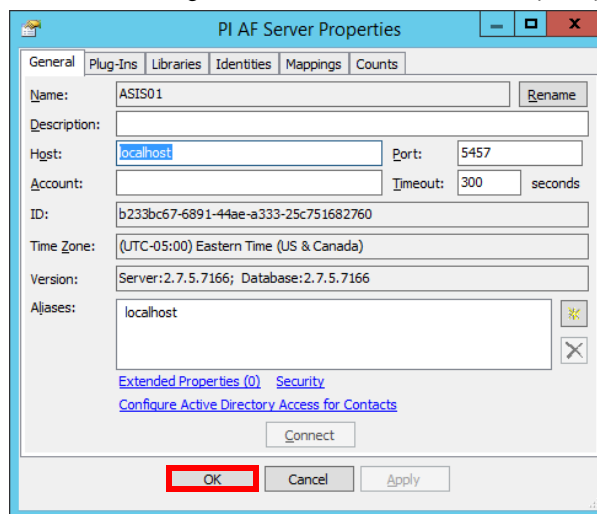 PI AF Server Properties
General Plug-Ins Libraries Identities Mappings Counts
Name: ASIS01 Rename
Description:
Host: localhost Port: 5457
Account: Timeout: 300 seconds
ID: b233bc67-6891-44ae-a333-25c751682760
Time Zone: (UTC-05:00) Eastern Time (US & Canada)
Version: Server:2.7.5.7166; Database:2.7.5.7166
Aliases: localhost
Extended Properties (0) Security
Configure Active Directory Access for Contacts
Connect
OK Cancel Apply